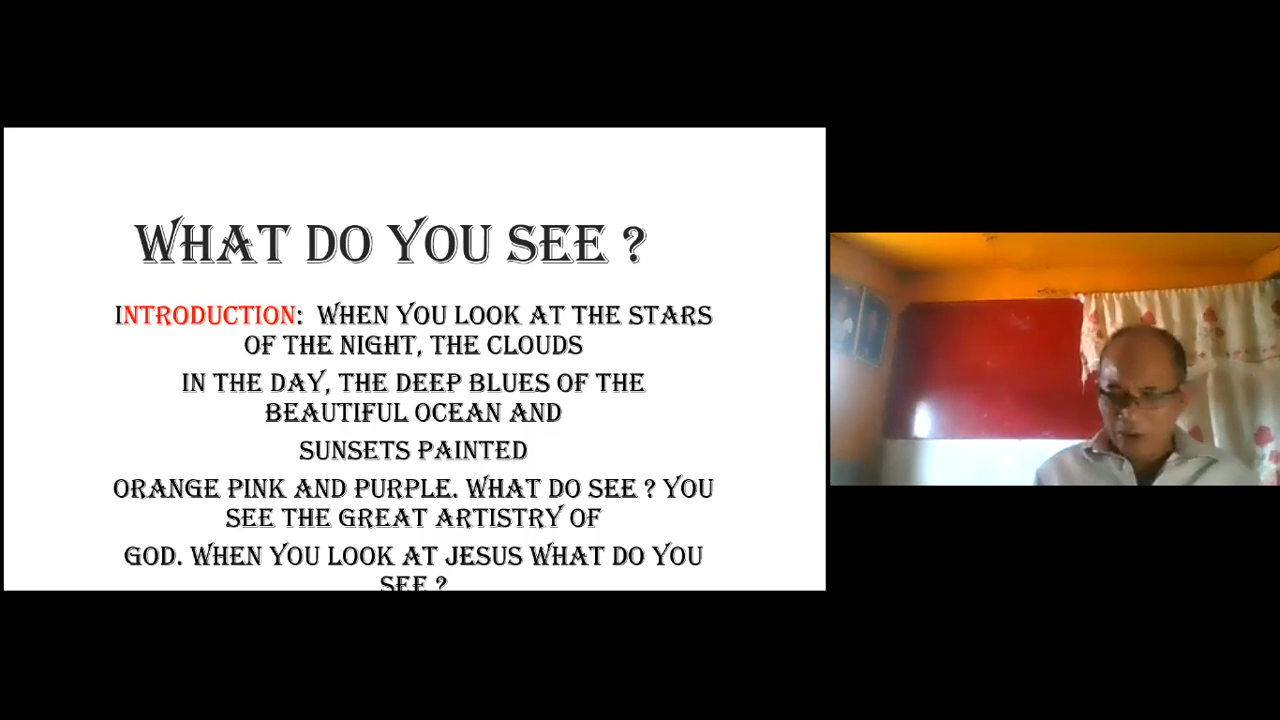 WHAT DO YOU SEE ?
INTRODUCTION: WHEN YOU LOOK AT THE STARS
OF THE NIGHT, THE CLOUDS
IN THE DAY, THE DEEP BLUES OF THE
BEAUTIFUL OCEAN AND
SUNSETS PAINTED
ORANGE PINK AND PURPLE. WHAT DO SEE ? YOU
SEE THE GREAT ARTISTRY OF
GOD. WHEN YOU LOOK AT JESUS WHAT DO YOU
SEE ?